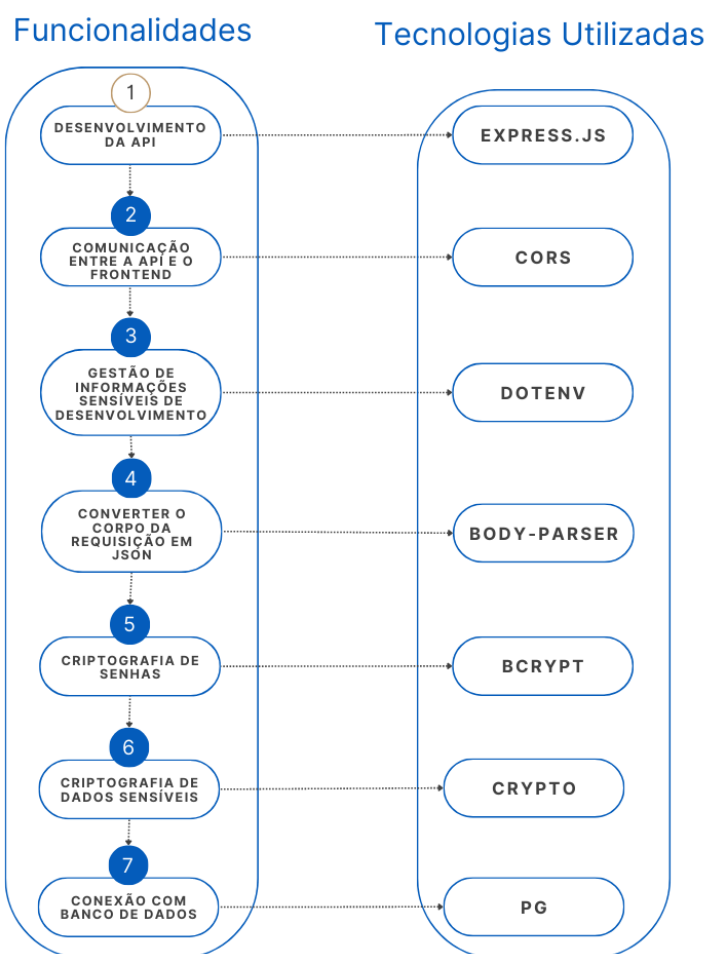 Funcionalidades
Tecnologias Utilizadas
1
DESENVOLVIMENTO
DA API
EXPRESS.JS
2
COMUNICAÇÃO
ENTRE A API E O
FRONTEND
CORS
3
GESTÃO DE
INFORMAÇÕES
SENSÍVEIS DE
DESENVOLVIMENTO
DOTENV
4
CONVERTER O
CORPO DA
REQUISIÇÃO EM
JSON
BODY-PARSER
5
CRIPTOGRAFIA DE
SENHAS
BCRYPT
6
CRIPTOGRAFIA DE
DADOS SENSÍVEIS
CRYPTO
7
CONEXÃO COM
BANCO DE DADOS
PG